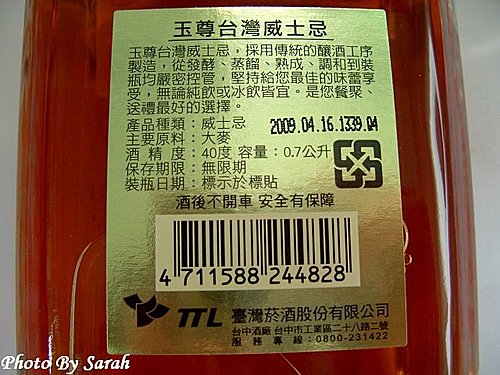 玉尊台灣威士忌
玉尊台灣威士忌，採用傳統的釀酒工序
製造，從發酵、蒸餾、熟成、調和到裝
瓶均嚴密控管，堅持給您最佳的味蕾享
受，無論純飲或冰飲皆宜。是您餐聚、
送禮最好的選擇。
產品種類：威士忌
2009.04.16.1339.04
主要原料：大麥
酒精度：40度 容量：0.7公升
保存期限：無限期
裝瓶日期：標示於標貼
酒後不開車 安全有保障
4 711588 244828
TTL 臺灣菸酒股份有限公司
台中酒廠 台中市工業區二十八路二號
服務專線：0800-231422
Photo By Sarah